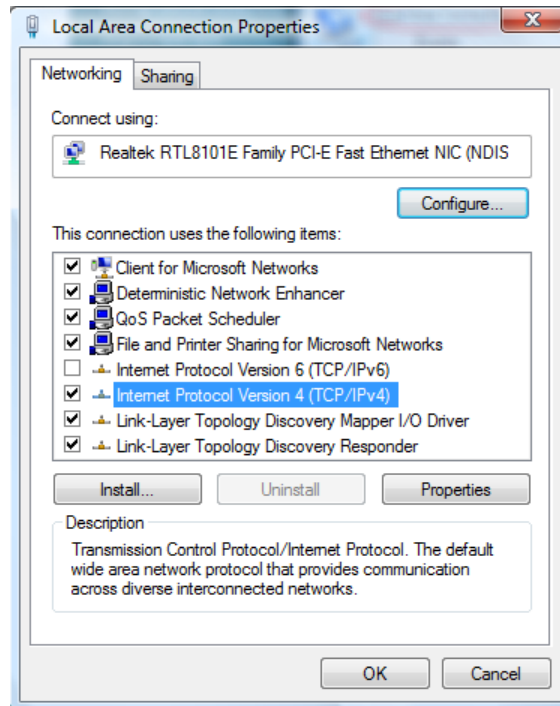 Local Area Connection Properties
Networking
Sharing
Connect using:
Realtek RTL8101E Family PCI-E Fast Ethernet NIC (NDIS
Configure...
This connection uses the following items:
Client for Microsoft Networks
Deterministic Network Enhancer
QoS Packet Scheduler
File and Printer Sharing for Microsoft Networks
Internet Protocol Version 6 (TCP/IPv6)
Internet Protocol Version 4 (TCP/IPv4)
Link-Layer Topology Discovery Mapper I/O Driver
Link-Layer Topology Discovery Responder
Install...
Uninstall
Properties
Description
Transmission Control Protocol/Internet Protocol. The default
wide area network protocol that provides communication
across diverse interconnected networks.
OK
Cancel